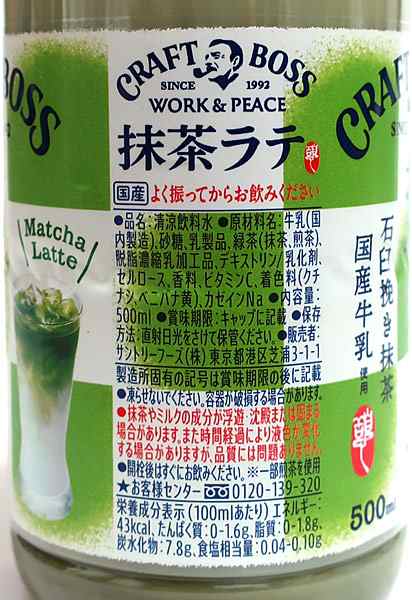 CRAFT BOSS
SINCE 1992
WORK & PEACE
抹茶ラテ
国産 よく振ってからお飲みください
●品名:清涼飲料水 ●原材料名:牛乳(国
内製造)、砂糖、乳製品、緑茶(抹茶、煎茶)、
脱脂濃縮乳加工品、デキストリン/乳化剤、
セルロース、香料、ビタミンC、着色料(クチ
ナシ、ベニバナ黄)、カゼインNa ●内容量:
500ml ●賞味期限:キャップに記載 ●保存
方法:直射日光をさけて保管ください。 ●販売者:
サントリーフーズ(株) 東京都港区芝浦3-1-1
製造所固有の記号は賞味期限の後に記載
●凍らせないでください。容器が破損する場合があります。
●抹茶やミルクの成分が浮遊・沈殿または固まる
場合があります。また時間経過により液色が変化
する場合がありますが、品質には問題ありません。
●開栓後はすぐにお飲みください。 ※一部煎茶を使用
★お客様センター 0120-139-320
栄養成分表示(100mlあたり) エネルギー:
43kcal、たんぱく質:0-1.6g、脂質:0-1.8g、
炭水化物:7.8g、食塩相当量:0.04-0.10g
Matcha
Latte
BOSS
CRAFT
石臼挽き抹茶
国産牛乳使用
500ml